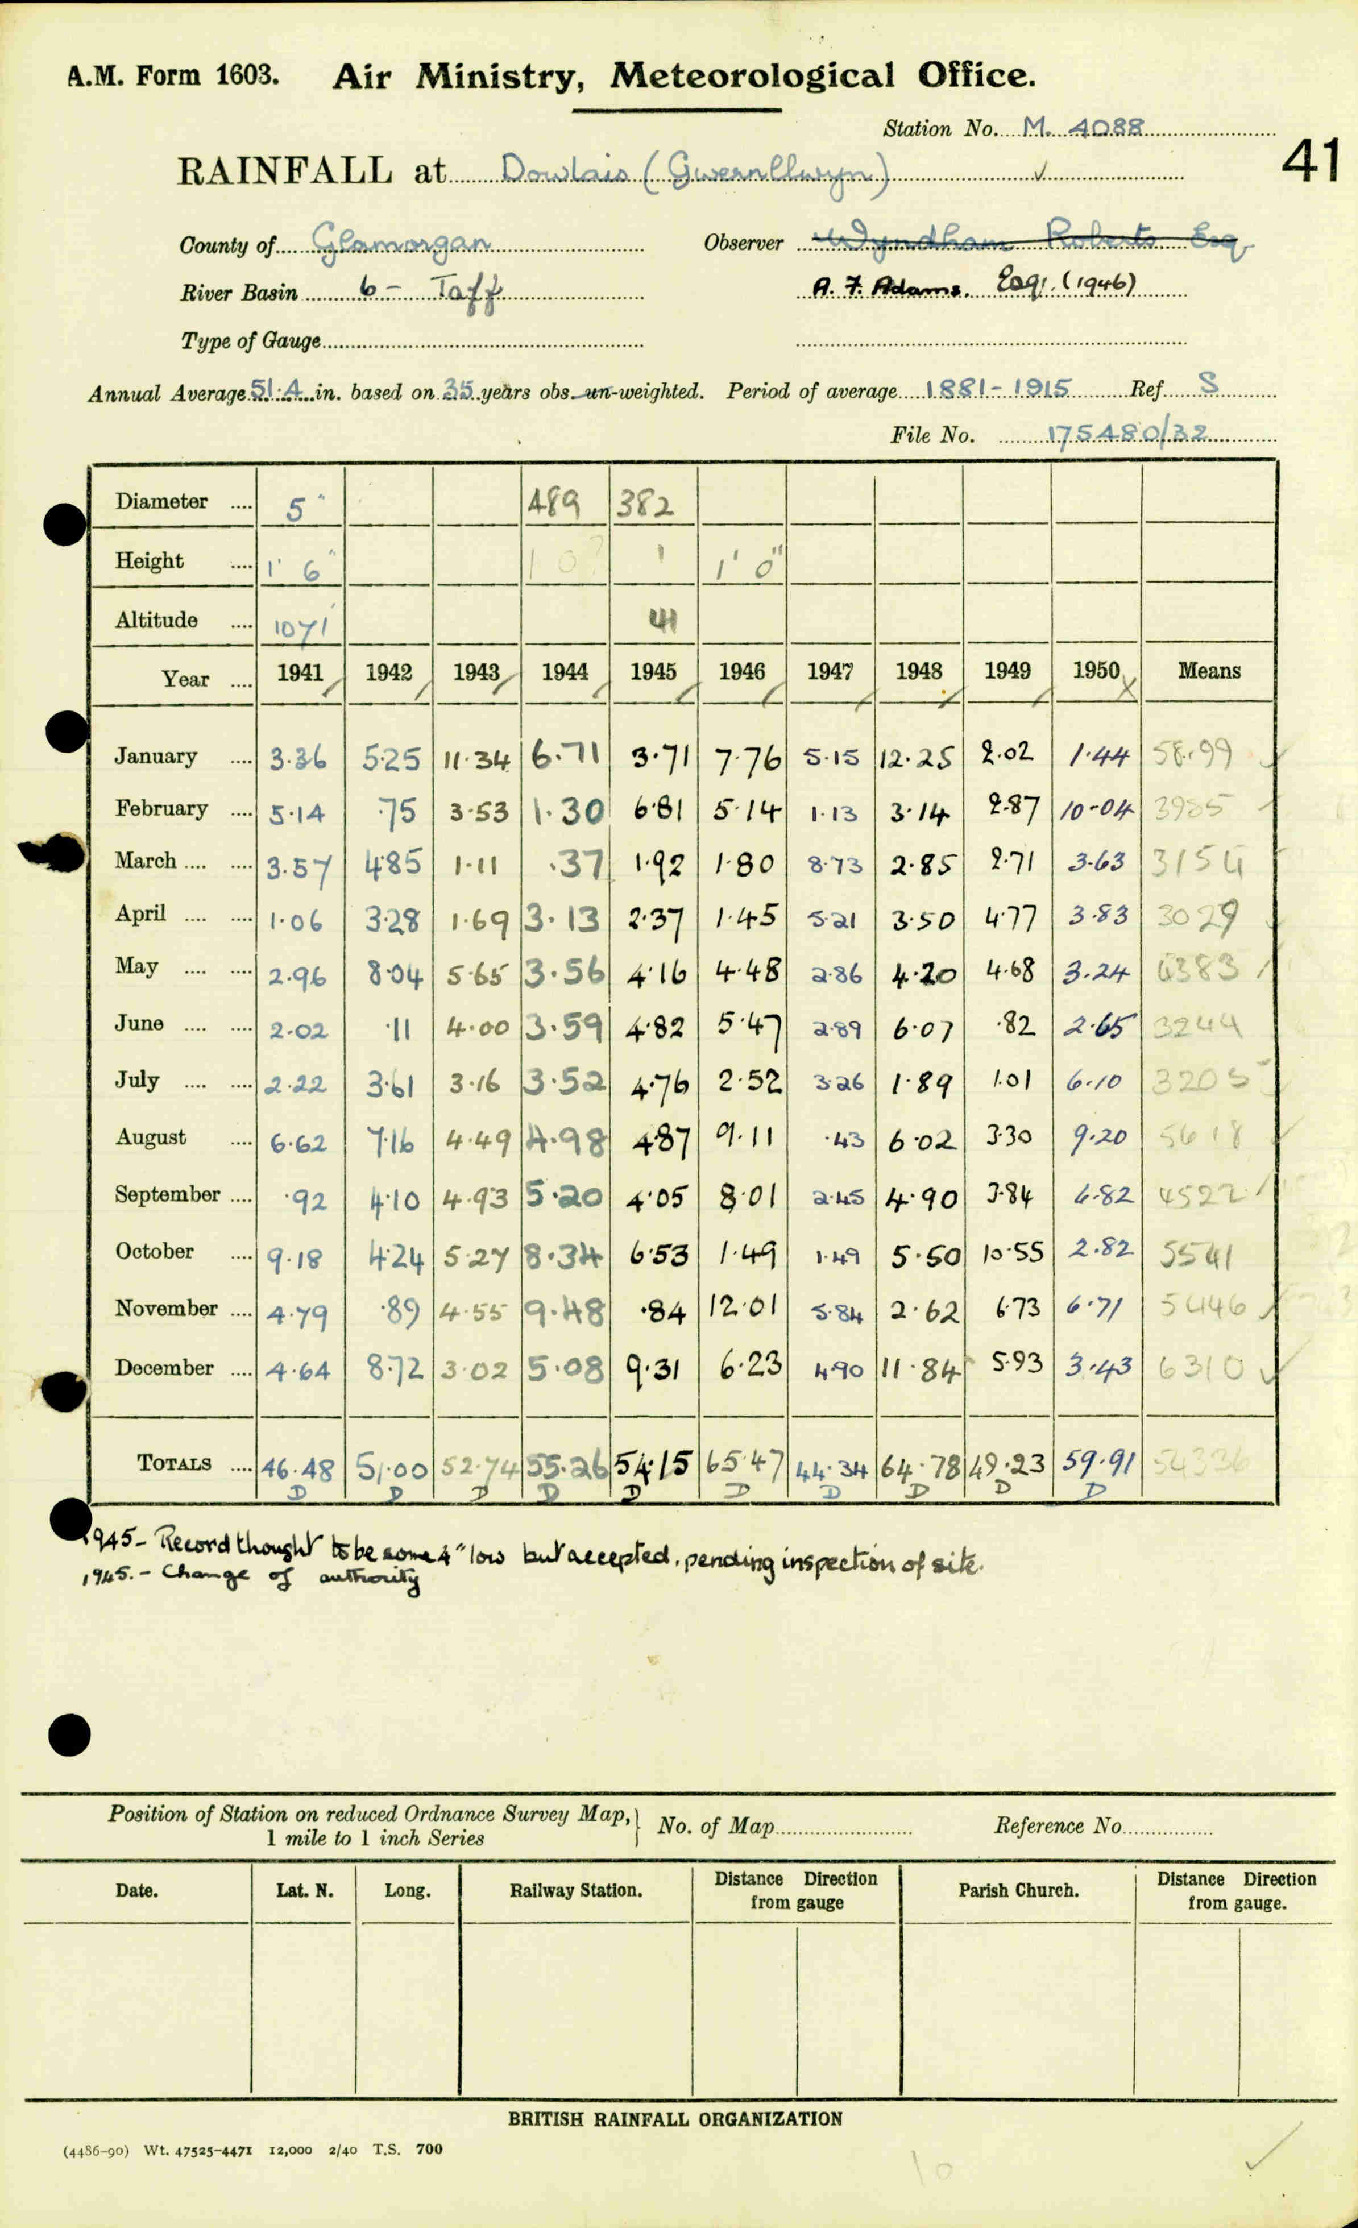 A.M. Form 1603. Air Ministry, Meteorological Office.
Station No. M. 4088
41
RAINFALL at Dowlais (Gwernllwyn) ✓
County of Glamorgan Observer Wyndham Roberts Esq
River Basin 6 - Taff A. F. Adams, Esq. (1946)
Type of Gauge
Annual Average 51.4 in. based on 35 years obs. un-weighted. Period of average 1881-1915 Ref. S
File No. 175480/32
Diameter .... 5" 489 382
Height .... 1' 6" 10? 1 1' 0"
Altitude .... 1071' 41
Year .... 1941 1942 1943 1944 1945 1946 1947 1948 1949 1950 Means
January .... 3.36 5.25 11.34 6.71 3.71 7.76 5.15 12.25 2.02 1.44 58.99
February .... 5.14 .75 3.53 1.30 6.81 5.14 1.13 3.14 2.87 10.04 3985
March .... .... 3.57 4.85 1.11 .37 1.92 1.80 8.73 2.85 2.71 3.63 3154
April .... .... 1.06 3.28 1.69 3.13 2.37 1.45 5.21 3.50 4.77 3.83 3029
May .... .... 2.96 8.04 5.65 3.56 4.16 4.48 2.86 4.20 4.68 3.24 4383
June .... .... 2.02 .11 4.00 3.59 4.82 5.47 2.89 6.07 .82 2.65 3244
July .... .... 2.22 3.61 3.16 3.52 4.76 2.52 3.26 1.89 1.01 6.10 3205
August .... 6.62 7.16 4.49 4.98 4.87 9.11 .43 6.02 3.30 9.20 5618
September .... .92 4.10 4.93 5.20 4.05 8.01 2.45 4.90 3.84 6.82 4522
October .... 9.18 4.24 5.27 8.34 6.53 1.49 1.49 5.50 10.55 2.82 5541
November .... 4.79 .89 4.55 9.48 .84 12.01 5.84 2.62 6.73 6.71 5446
December .... 4.64 8.72 3.02 5.08 9.31 6.23 4.90 11.84 5.93 3.43 6310
TOTALS .... 46.48 51.00 52.74 55.26 54.15 65.47 44.34 64.78 49.23 59.91 54336
D D D D D D D D D D
1945 - Record thought to be some 4" low but accepted, pending inspection of site.
1945. - Change of authority
Position of Station on reduced Ordnance Survey Map, No. of Map Reference No.
1 mile to 1 inch Series
Date. Lat. N. Long. Railway Station. Distance Direction from gauge Parish Church. Distance Direction from gauge.
BRITISH RAINFALL ORGANIZATION
(4486-90) Wt. 47525-4471 12,000 2/40 T.S. 700
10